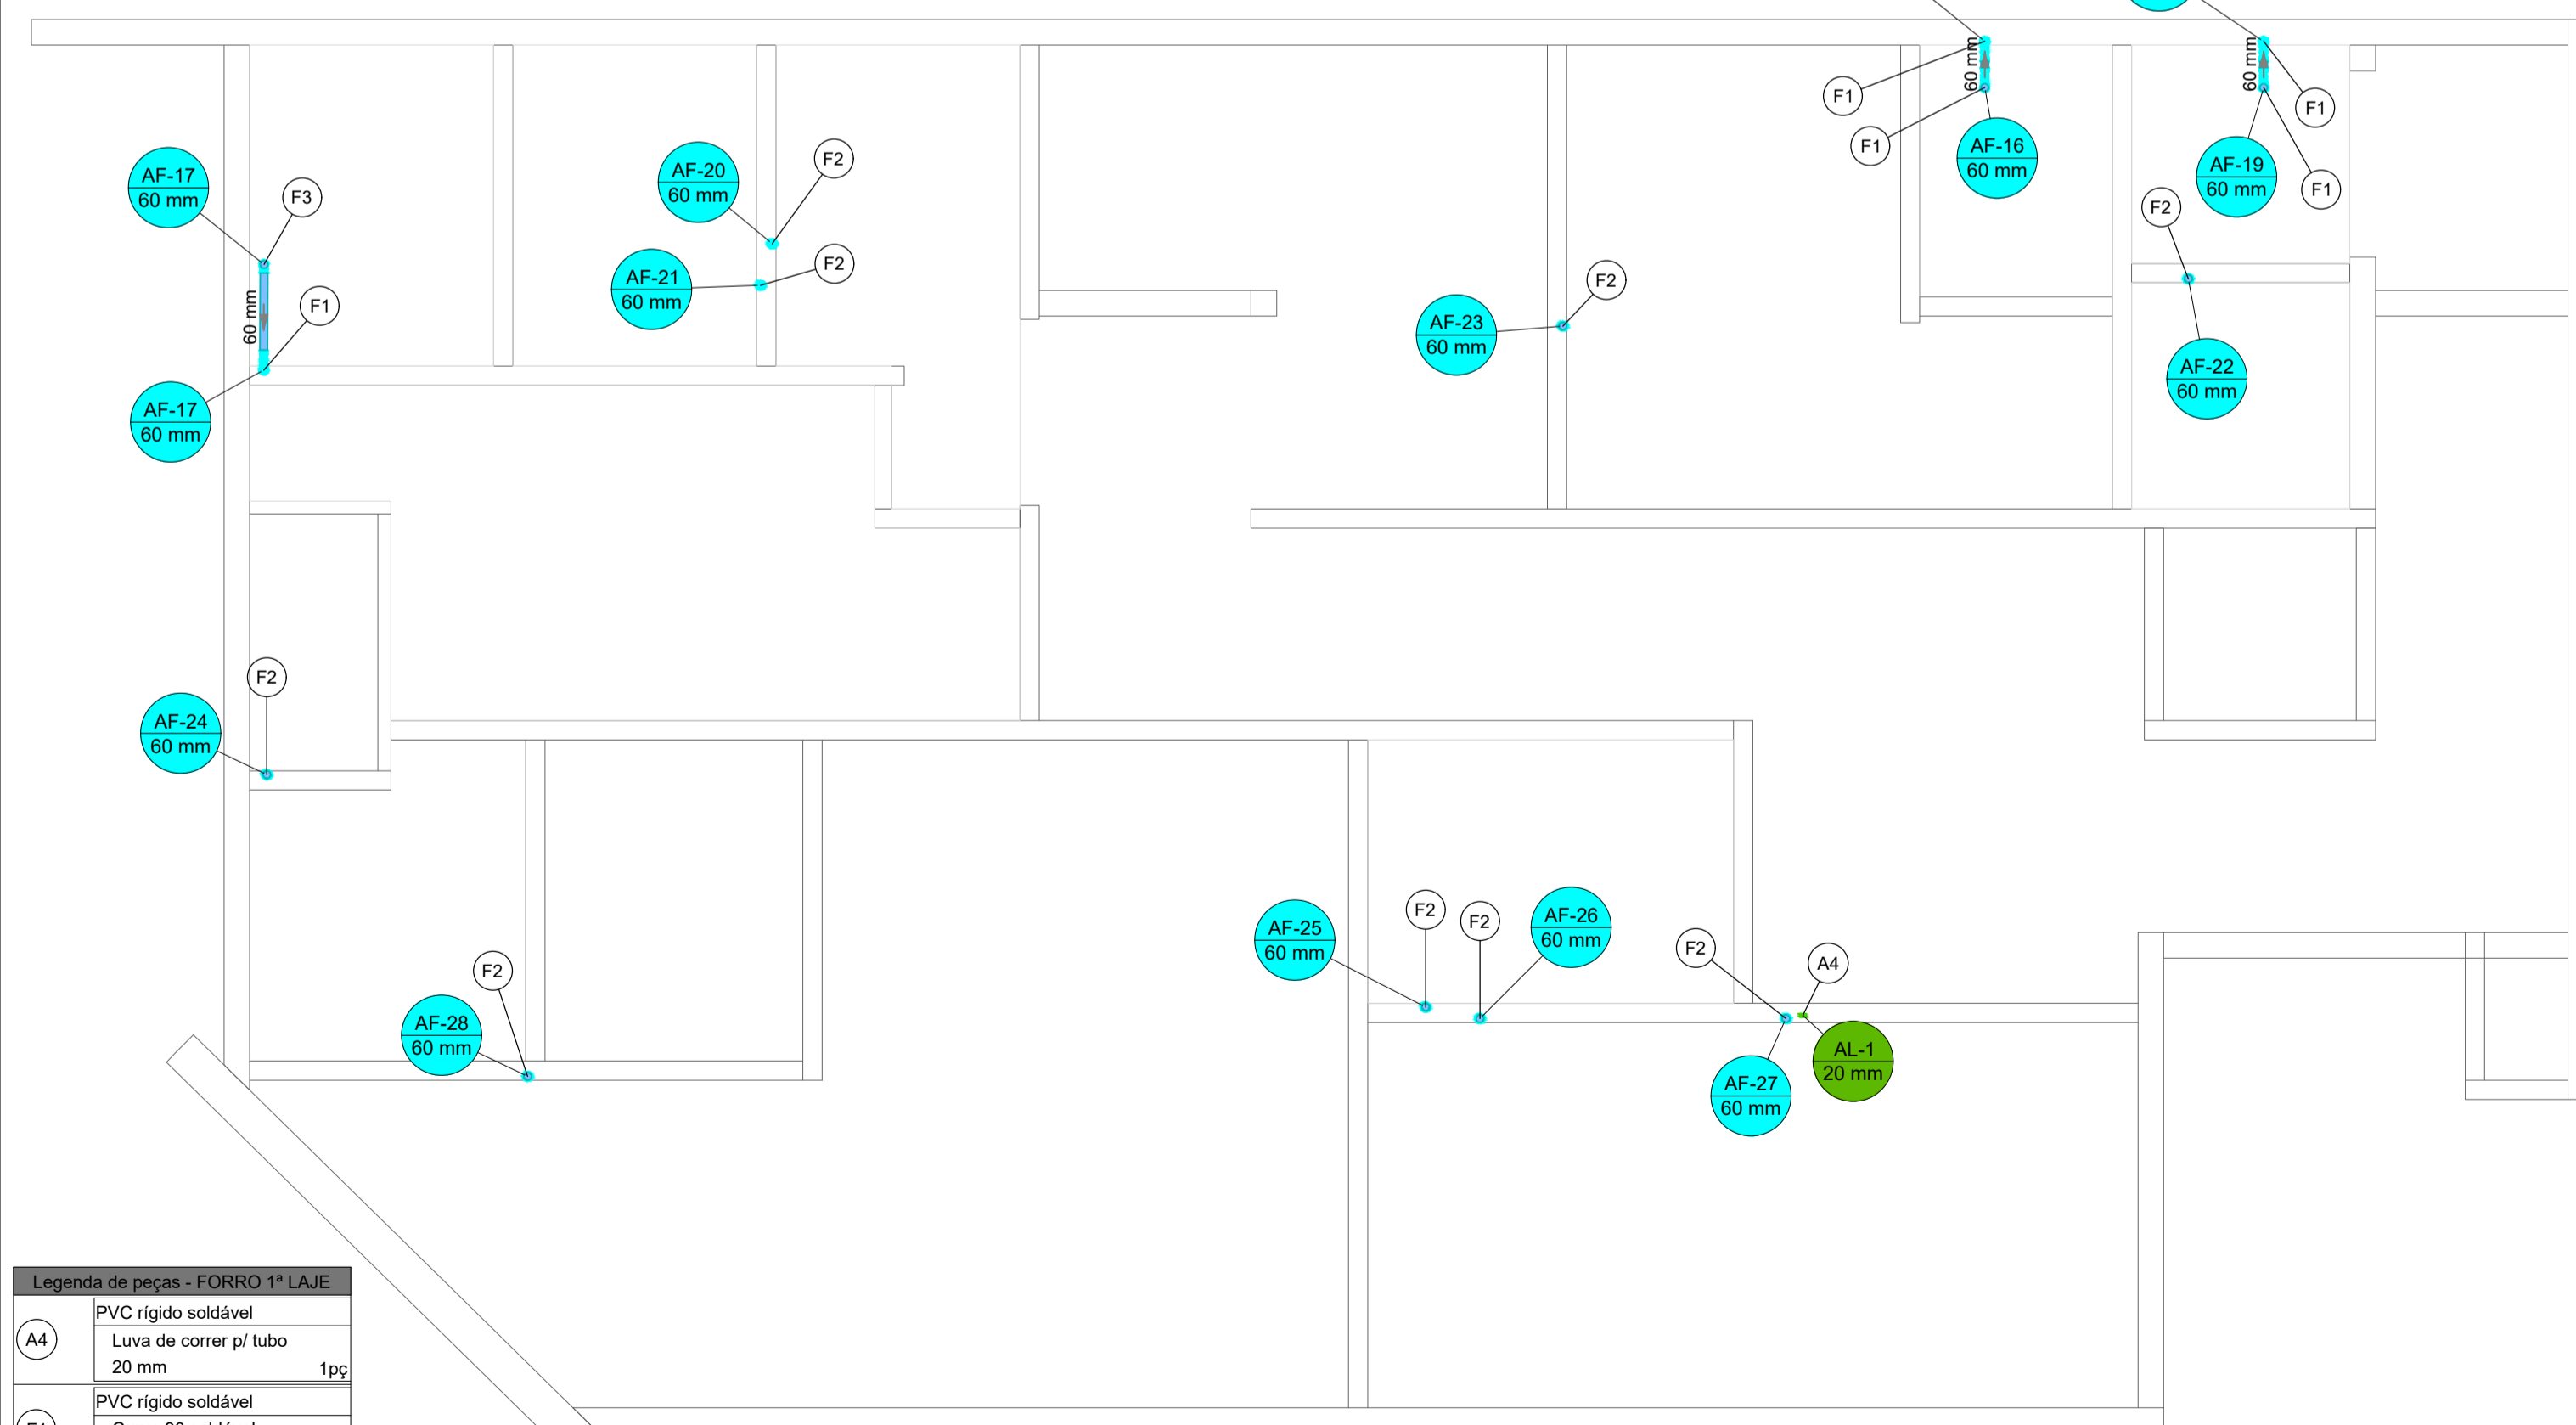 60 mm
60 mm
F1
F1
F1
F1
AF-16
60 mm
AF-19
60 mm
AF-17
60 mm
F3
AF-20
60 mm
F2
F2
AF-21
60 mm
F2
F2
AF-23
60 mm
60 mm
F1
AF-17
60 mm
AF-22
60 mm
F2
AF-24
60 mm
F2
AF-28
60 mm
AF-25
60 mm
F2
F2
AF-26
60 mm
F2
A4
AL-1
20 mm
AF-27
60 mm
Legenda de peças - FORRO 1ª LAJE
A4
PVC rígido soldável
Luva de correr p/ tubo
20 mm 1pç
PVC rígido soldável